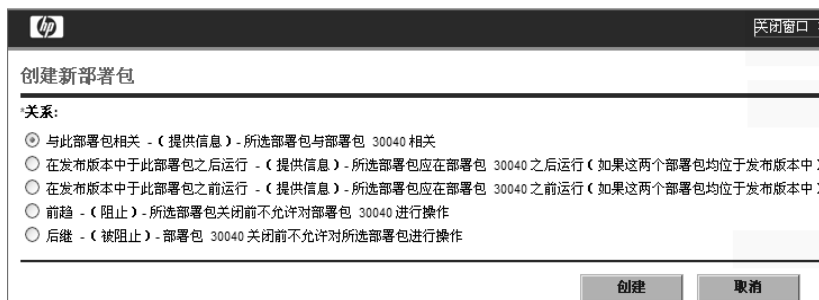 hp
关闭窗口
创建新部署包
*关系:
与此部署包相关 -（提供信息）- 所选部署包与部署包 30040 相关
在发布版本中于此部署包之后运行 -（提供信息）- 所选部署包应在部署包 30040 之后运行（如果这两个部署包均位于发布版本中）
在发布版本中于此部署包之前运行 -（提供信息）- 所选部署包应在部署包 30040 之前运行（如果这两个部署包均位于发布版本中）
前趋 -（阻止）- 所选部署包关闭前不允许对部署包 30040 进行操作
后继 -（被阻止）- 部署包 30040 关闭前不允许对所选部署包进行操作
创建 取消